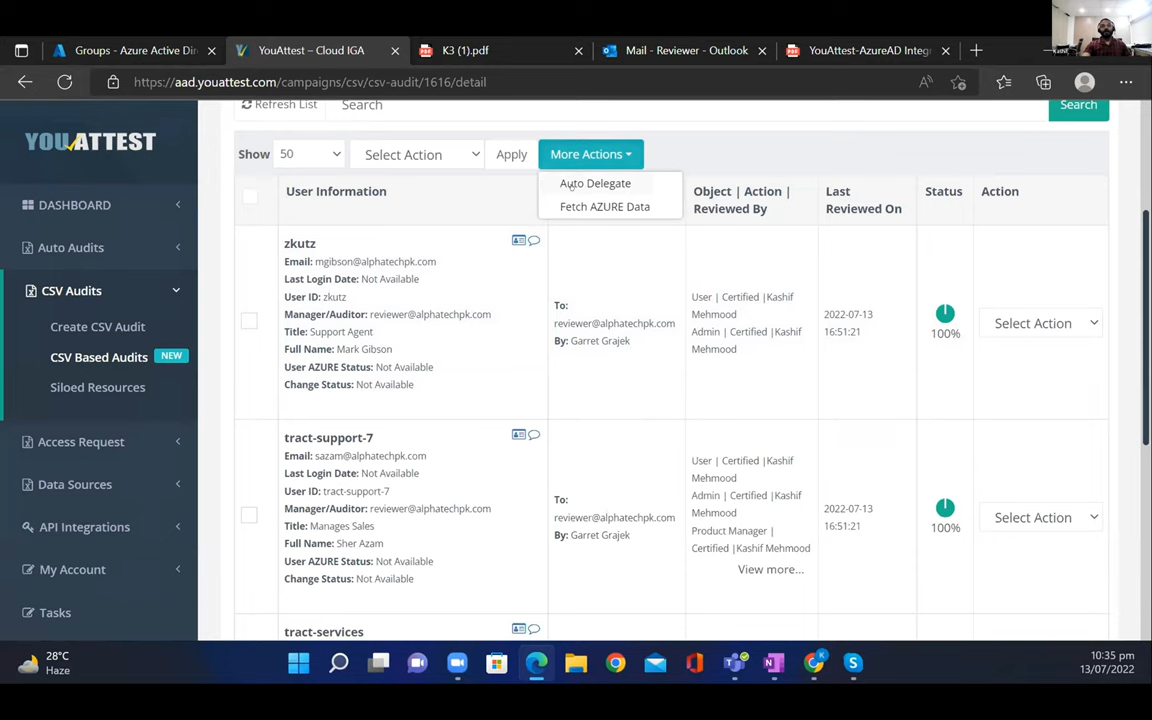 Groups - Azure Active Dir
YouAttest – Cloud IGA
K3 (1).pdf
Mail - Reviewer - Outlook
YouAttest-AzureAD Integr
https://aad.youattest.com/campaigns/csv/csv-audit/1616/detail
YOUATTEST
DASHBOARD
Auto Audits
CSV Audits
Create CSV Audit
CSV Based Audits NEW
Siloed Resources
Access Request
Data Sources
API Integrations
My Account
Tasks
Refresh List
Search
Search
Show 50
Select Action
Apply
More Actions
Auto Delegate
Fetch AZURE Data
User Information
Object | Action |
Reviewed By
Last
Reviewed On
Status
Action
zkutz
Email: mgibson@alphatechpk.com
Last Login Date: Not Available
User ID: zkutz
Manager/Auditor: reviewer@alphatechpk.com
Title: Support Agent
Full Name: Mark Gibson
User AZURE Status: Not Available
Change Status: Not Available
To:
reviewer@alphatechpk.com
By: Garret Grajek
User | Certified |Kashif
Mehmood
Admin | Certified |Kashif
Mehmood
2022-07-13
16:51:21
100%
Select Action
tract-support-7
Email: sazam@alphatechpk.com
Last Login Date: Not Available
User ID: tract-support-7
Manager/Auditor: reviewer@alphatechpk.com
Title: Manages Sales
Full Name: Sher Azam
User AZURE Status: Not Available
Change Status: Not Available
To:
reviewer@alphatechpk.com
By: Garret Grajek
User | Certified |Kashif
Mehmood
Admin | Certified |Kashif
Mehmood
Product Manager |
Certified |Kashif Mehmood
View more...
2022-07-13
16:51:21
100%
Select Action
tract-services
28°C
Haze
10:35 pm
13/07/2022